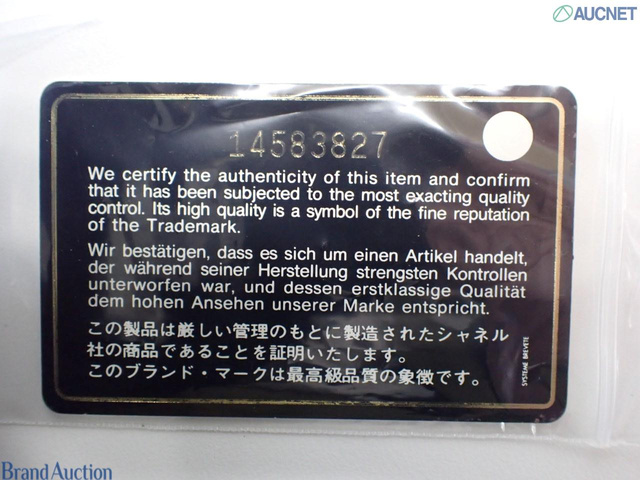 AUCNET
14583827
We certify the authenticity of this item and confirm
that it has been subjected to the most exacting quality
control. Its high quality is a symbol of the fine reputation
of the Trademark.
Wir bestätigen, dass es sich um einen Artikel handelt,
der während seiner Herstellung strengsten Kontrollen
unterworfen war, und dessen erstklassige Qualität
dem hohen Ansehen unserer Marke entspricht.
この製品は厳しい管理のもとに製造されたシャネル
社の商品であることを証明いたします。
このブランド・マークは最高級品質の象徴です。
SYSTEME BREVETE
Brand Auction